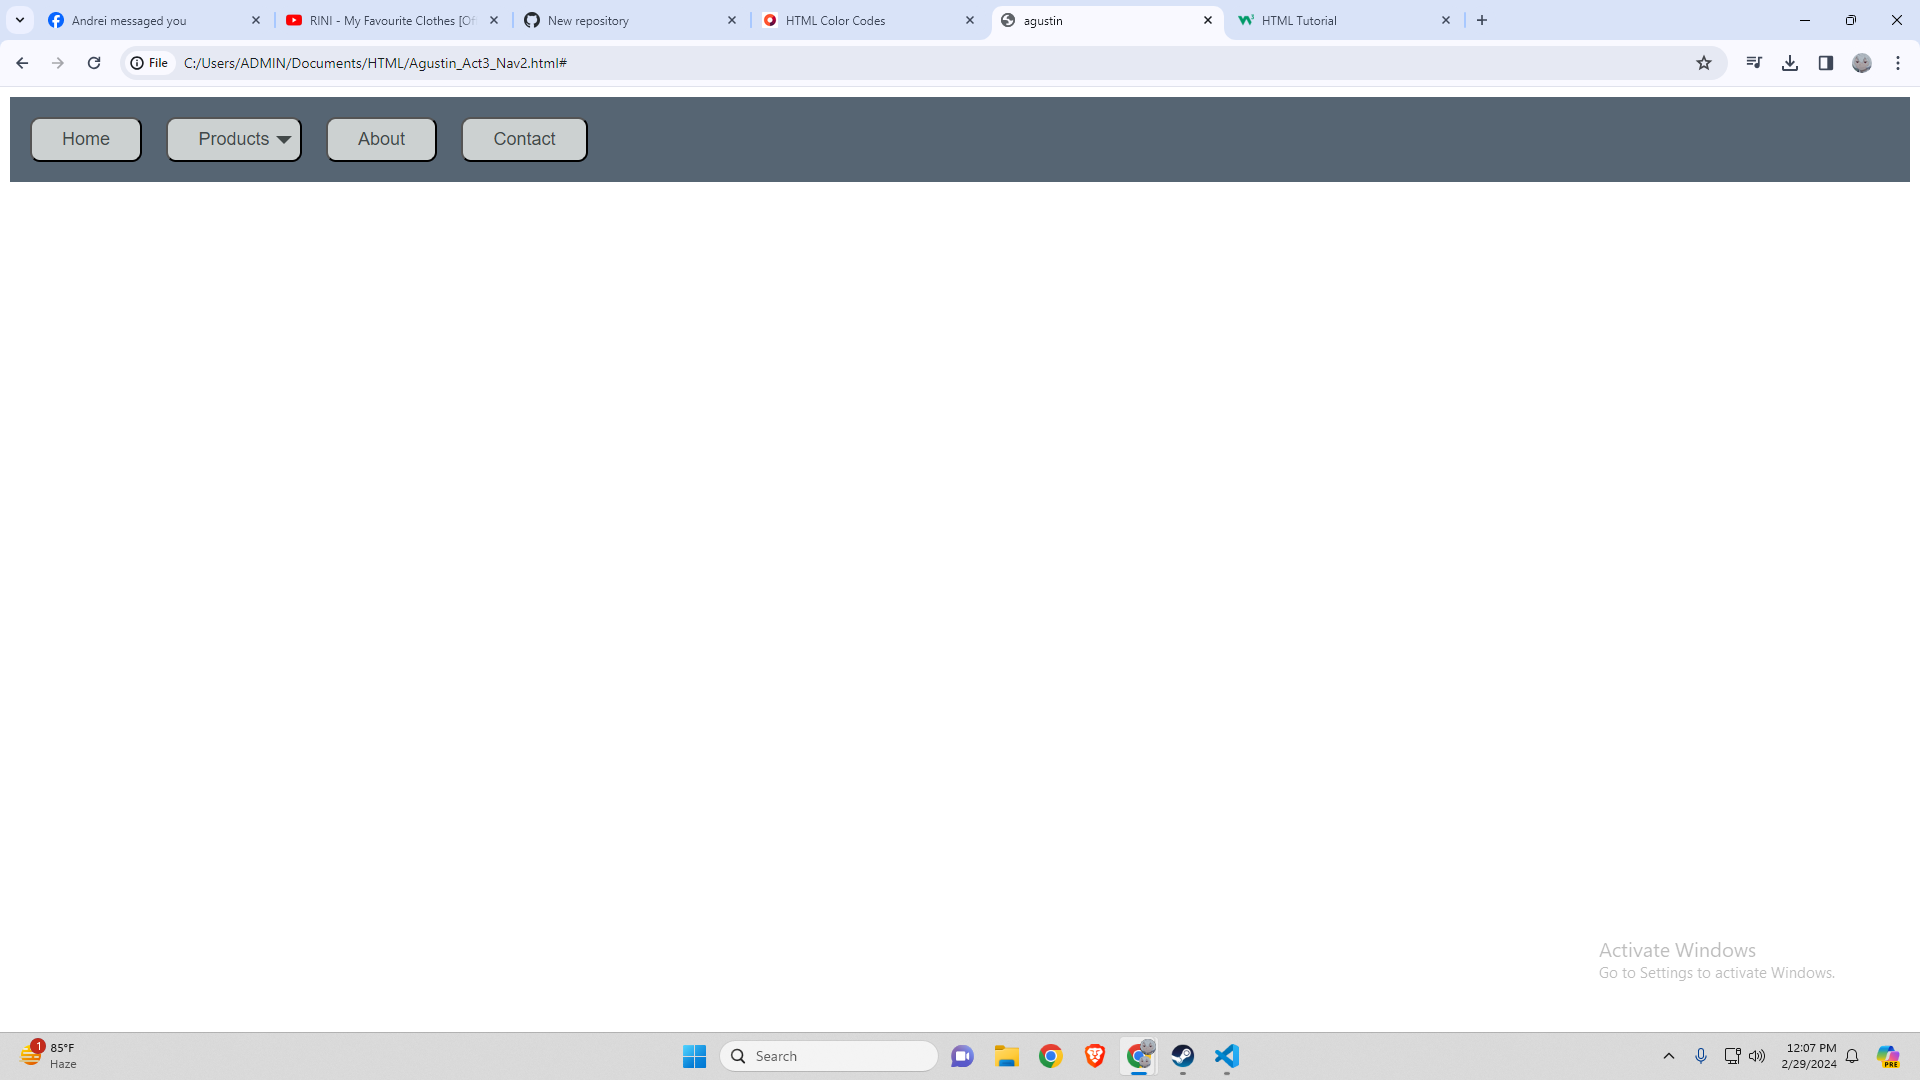 Andrei messaged you
RINI - My Favourite Clothes [Of
New repository
HTML Color Codes
agustin
HTML Tutorial
File
C:/Users/ADMIN/Documents/HTML/Agustin_Act3_Nav2.html#
Home
Products
About
Contact
Activate Windows
Go to Settings to activate Windows.
1
85°F
Haze
Search
12:07 PM
2/29/2024
PRE